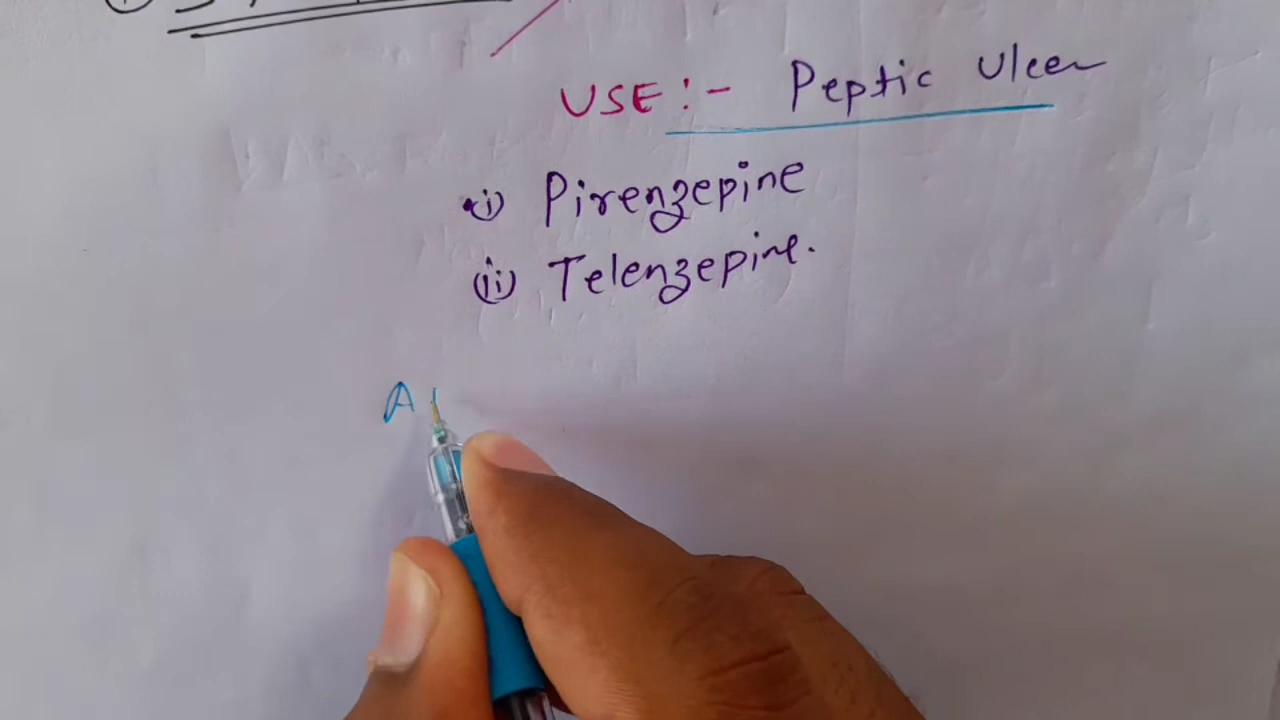 USE :- Peptic Ulcer
i) Pirenzepine
ii) Telenzepine.
A